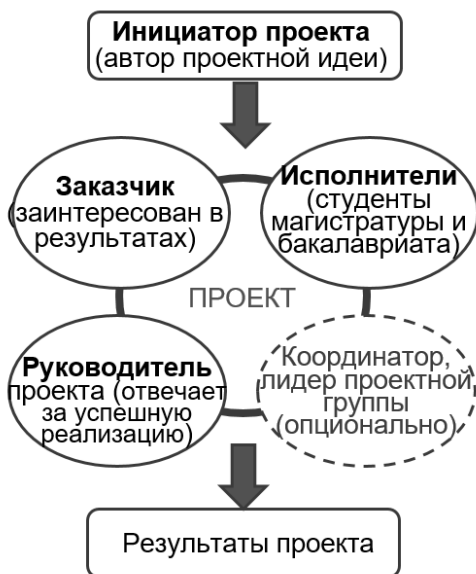 Инициатор проекта
(автор проектной идеи)
Заказчик
(заинтересован в
результатах)
Исполнители
(студенты
магистратуры и
бакалавриата)
ПРОЕКТ
Руководитель
проекта (отвечает
за успешную
реализацию)
Координатор,
лидер проектной
группы
(опционально)
Результаты проекта